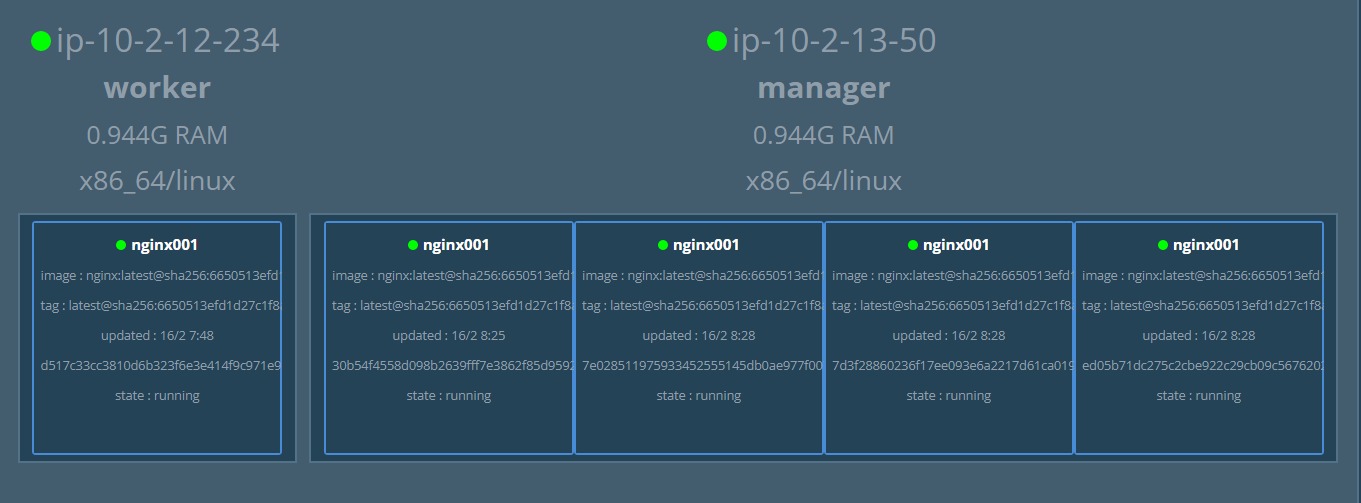 ip-10-2-12-234
worker
0.944G RAM
x86_64/linux
ip-10-2-13-50
manager
0.944G RAM
x86_64/linux
nginx001
image : nginx:latest@sha256:6650513efd1
tag : latest@sha256:6650513efd1d27c1f8
updated : 16/2 7:48
d517c33cc3810d6b323f6e3e414f9c971e9
state : running
nginx001
image : nginx:latest@sha256:6650513efd1
tag : latest@sha256:6650513efd1d27c1f8
updated : 16/2 8:25
30b54f4558d098b2639fff7e3862f85d9592
state : running
nginx001
image : nginx:latest@sha256:6650513efd1
tag : latest@sha256:6650513efd1d27c1f8
updated : 16/2 8:28
7e0285119759334525 55145db0ae977f00
state : running
nginx001
image : nginx:latest@sha256:6650513efd1
tag : latest@sha256:6650513efd1d27c1f8
updated : 16/2 8:28
7d3f28860236f17ee093e6a2217d61ca019
state : running
nginx001
image : nginx:latest@sha256:6650513efd1
tag : latest@sha256:6650513efd1d27c1f8
updated : 16/2 8:28
ed05b71dc275c2cbe922c29cb09c5676202
state : running